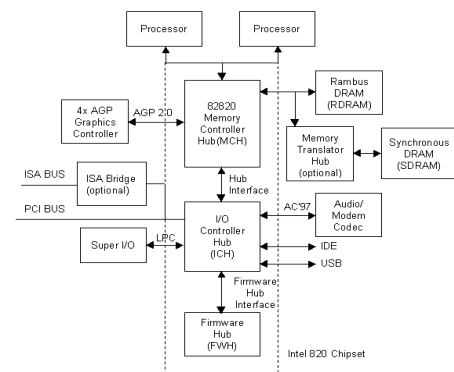 Processor
Processor
4x AGP
Graphics
Controller
AGP 2.0
82820
Memory
Controller
Hub(MCH)
Rambus
DRAM
(RDRAM)
Memory
Translator
Hub
(optional)
Synchronous
DRAM
(SDRAM)
ISA BUS
ISA Bridge
(optional)
Hub
Interface
PCI BUS
I/O
Controller
Hub
(ICH)
AC'97
Audio/
Modem
Codec
Super I/O
LPC
IDE
USB
Firmware
Hub
Interface
Firmware
Hub
(FWH)
Intel 820 Chipset